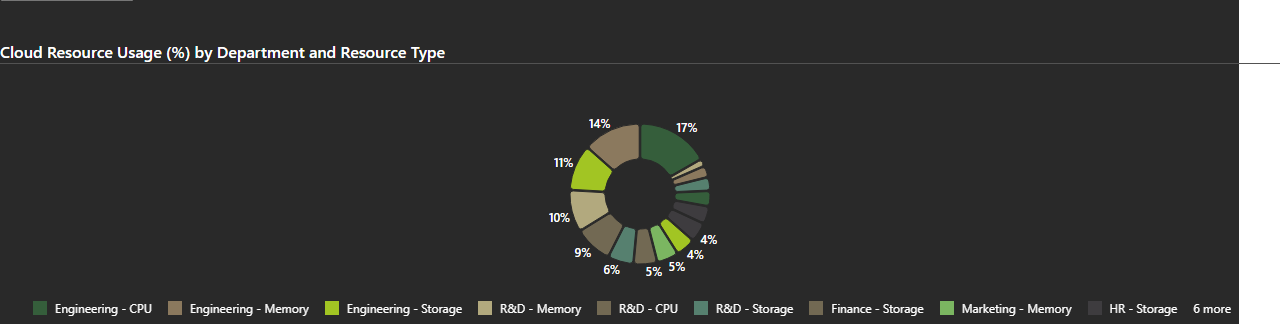 Cloud Resource Usage (%) by Department and Resource Type
14%
17%
11%
10%
9%
6%
5%
5%
4%
4%
Engineering - CPU
Engineering - Memory
Engineering - Storage
R&D - Memory
R&D - CPU
R&D - Storage
Finance - Storage
Marketing - Memory
HR - Storage
6 more